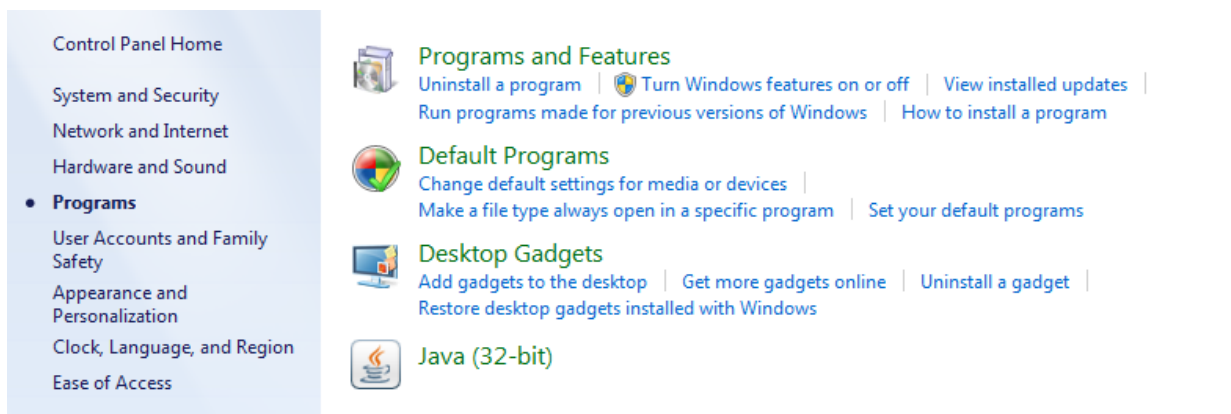 Control Panel Home
System and Security
Network and Internet
Hardware and Sound
Programs
User Accounts and Family
Safety
Appearance and
Personalization
Clock, Language, and Region
Ease of Access
Programs and Features
Uninstall a program Turn Windows features on or off View installed updates
Run programs made for previous versions of Windows How to install a program
Default Programs
Change default settings for media or devices
Make a file type always open in a specific program Set your default programs
Desktop Gadgets
Add gadgets to the desktop Get more gadgets online Uninstall a gadget
Restore desktop gadgets installed with Windows
Java (32-bit)